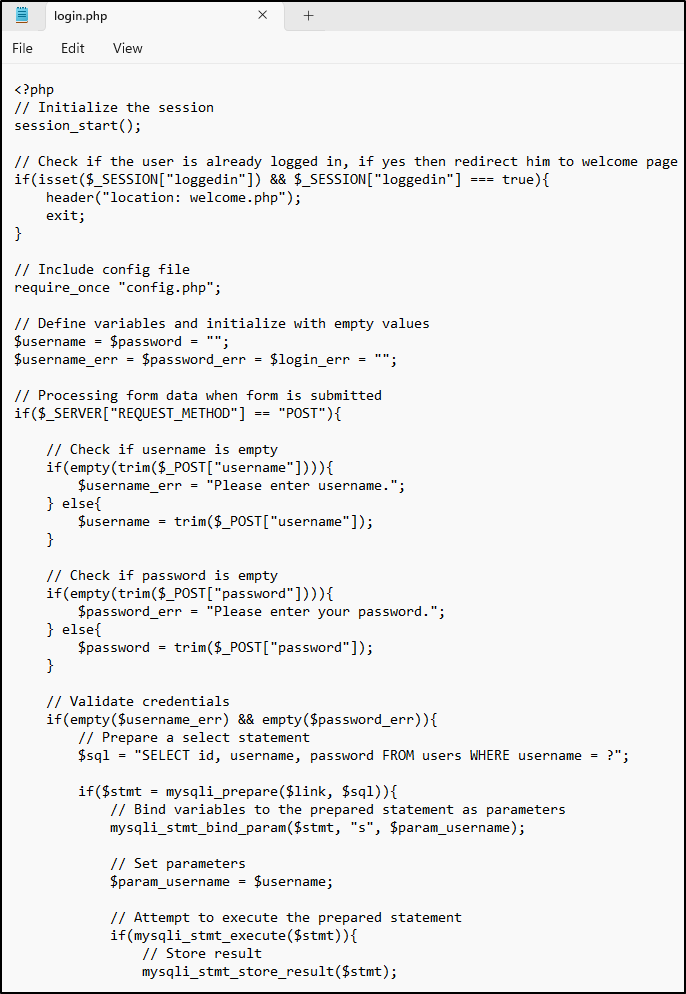 login.php
File Edit View
<?php
// Initialize the session
session_start();

// Check if the user is already logged in, if yes then redirect him to welcome page
if(isset($_SESSION["loggedin"]) && $_SESSION["loggedin"] === true){
    header("location: welcome.php");
    exit;
}

// Include config file
require_once "config.php";

// Define variables and initialize with empty values
$username = $password = "";
$username_err = $password_err = $login_err = "";

// Processing form data when form is submitted
if($_SERVER["REQUEST_METHOD"] == "POST"){

    // Check if username is empty
    if(empty(trim($_POST["username"]))){
        $username_err = "Please enter username.";
    } else{
        $username = trim($_POST["username"]);
    }

    // Check if password is empty
    if(empty(trim($_POST["password"]))){
        $password_err = "Please enter your password.";
    } else{
        $password = trim($_POST["password"]);
    }

    // Validate credentials
    if(empty($username_err) && empty($password_err)){
        // Prepare a select statement
        $sql = "SELECT id, username, password FROM users WHERE username = ?";

        if($stmt = mysqli_prepare($link, $sql)){
            // Bind variables to the prepared statement as parameters
            mysqli_stmt_bind_param($stmt, "s", $param_username);

            // Set parameters
            $param_username = $username;

            // Attempt to execute the prepared statement
            if(mysqli_stmt_execute($stmt)){
                // Store result
                mysqli_stmt_store_result($stmt);